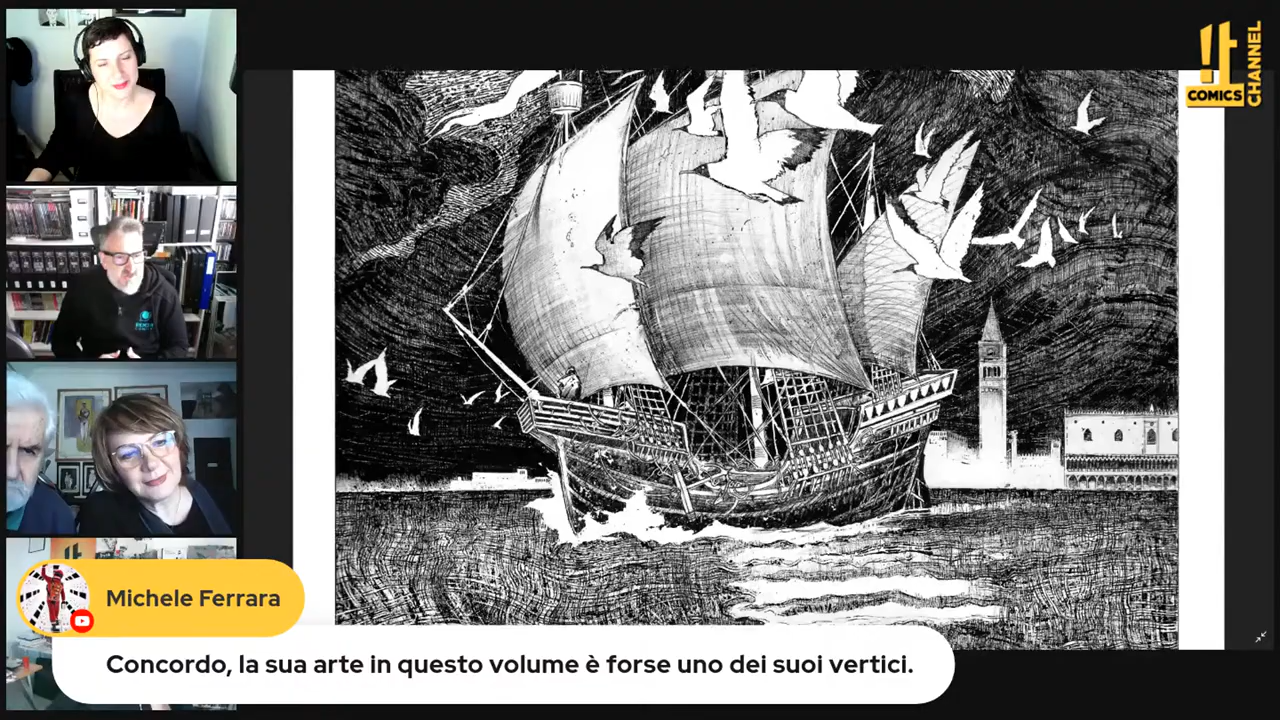 !t
COMICS
CHANNEL
Michele Ferrara
Concordo, la sua arte in questo volume è forse uno dei suoi vertici.